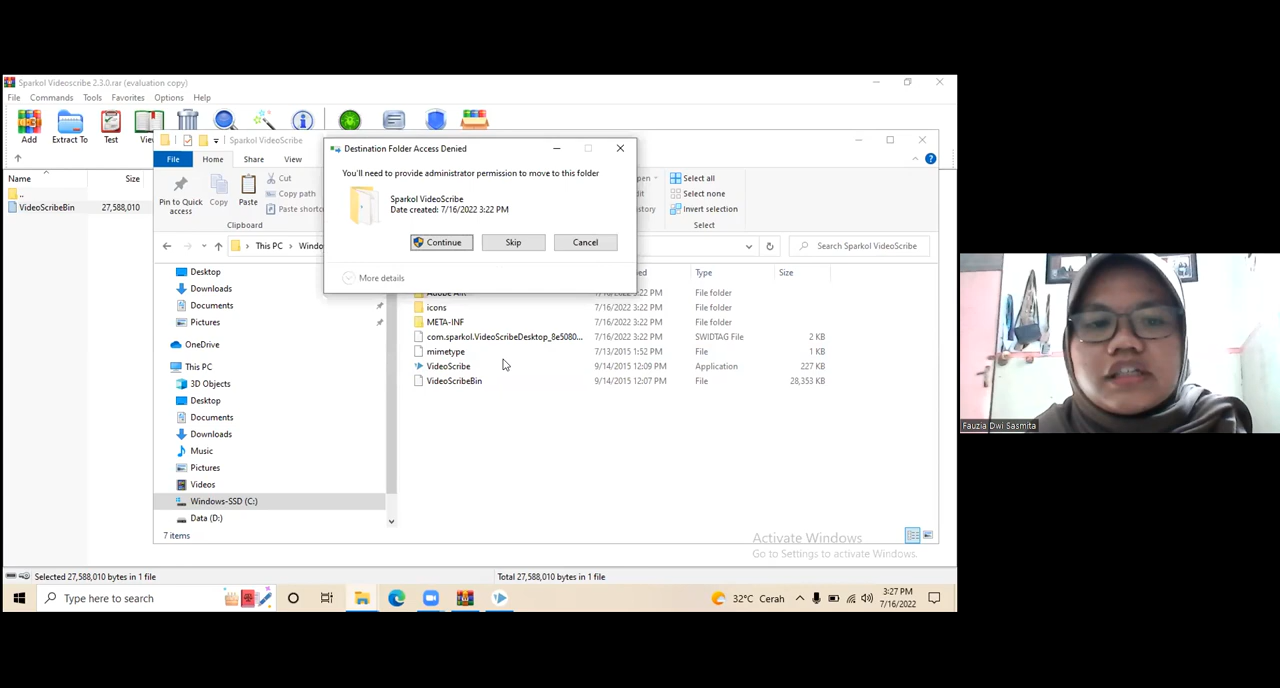 Sparkol Videoscribe 2.3.0.rar (evaluation copy)
File Commands Tools Favorites Options Help
Add Extract To Test
Sparkol VideoScribe
Destination Folder Access Denied
You'll need to provide administrator permission to move to this folder
Sparkol VideoScribe
Date created: 7/16/2022 3:22 PM
Continue Skip Cancel
More details
File Home Share View
Pin to Quick access
Copy
Paste
Cut
Copy path
Clipboard
Select all
Select none
Invert selection
Select
This PC
Search Sparkol VideoScribe
Name Size
..
VideoScribeBin 27,588,010
Type Size
Desktop
Downloads
Documents
Pictures
OneDrive
This PC
3D Objects
Desktop
Documents
Downloads
Music
Pictures
Videos
Windows-SSD (C:)
Data (D:)
7/16/2022 3:22 PM File folder
icons 7/16/2022 3:22 PM File folder
META-INF 7/16/2022 3:22 PM File folder
com.sparkol.VideoScribeDesktop_8e5080... 7/16/2022 3:22 PM SWIDTAG File 2 KB
mimetype 7/13/2015 1:52 PM File 1 KB
VideoScribe 9/14/2015 12:09 PM Application 227 KB
VideoScribeBin 9/14/2015 12:07 PM File 28,353 KB
7 items
Activate Windows
Go to Settings to activate Windows.
Selected 27,588,010 bytes in 1 file
Total 27,588,010 bytes in 1 file
Type here to search
32°C Cerah
3:27 PM
7/16/2022
Fauzia Dwi Sasmita